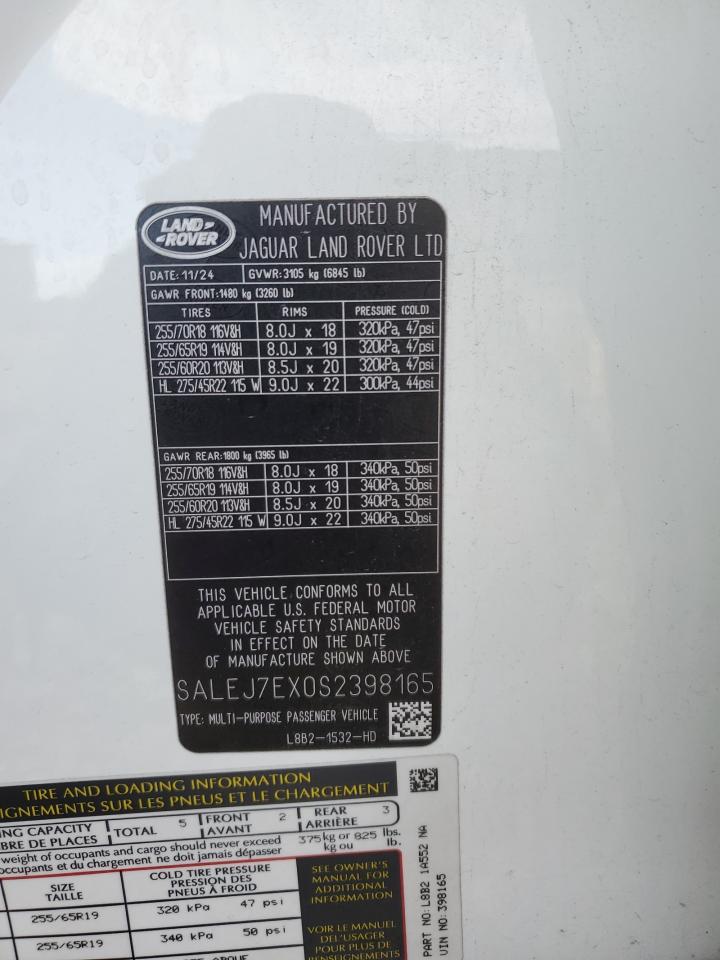 LAND ROVER
MANUFACTURED BY
JAGUAR LAND ROVER LTD
DATE: 11/24 GVWR: 3105 kg (6845 lb)
GAWR FRONT: 1480 kg (3260 lb)
TIRES RIMS PRESSURE (COLD)
255/70R18 116V&H 8.0J x 18 320kPa, 47psi
255/65R19 114V&H 8.0J x 19 320kPa, 47psi
255/60R20 113V&H 8.5J x 20 320kPa, 47psi
HL 275/45R22 115 W 9.0J x 22 300kPa, 44psi
GAWR REAR: 1800 kg (3965 lb)
255/70R18 116V&H 8.0J x 18 340kPa, 50psi
255/65R19 114V&H 8.0J x 19 340kPa, 50psi
255/60R20 113V&H 8.5J x 20 340kPa, 50psi
HL 275/45R22 115 W 9.0J x 22 340kPa, 50psi
THIS VEHICLE CONFORMS TO ALL
APPLICABLE U.S. FEDERAL MOTOR
VEHICLE SAFETY STANDARDS
IN EFFECT ON THE DATE
OF MANUFACTURE SHOWN ABOVE
SALEJ7EX0S2398165
TYPE: MULTI-PURPOSE PASSENGER VEHICLE
L8B2-1532-HD
TIRE AND LOADING INFORMATION
SUR LES PNEUS ET LE CHARGEMENT
CAPACITY TOTAL 5 FRONT 2 REAR 3
DE PLACES AVANT ARRIÈRE
weight of occupants and cargo should never exceed 375 kg or 825 lbs.
occupants et du chargement ne doit jamais dépasser kg ou lb.
SIZE
TAILLE
COLD TIRE PRESSURE
PRESSION DES
PNEUS À FROID
255/65R19 320 kPa 47 psi
255/65R19 340 kPa 50 psi
SEE OWNER'S
MANUAL FOR
ADDITIONAL
INFORMATION
VOIR LE MANUEL
DE L'USAGER
POUR PLUS DE
RENSEIGNEMENTS
PART NO: L8B2 1A552 NA
VIN NO: 398165